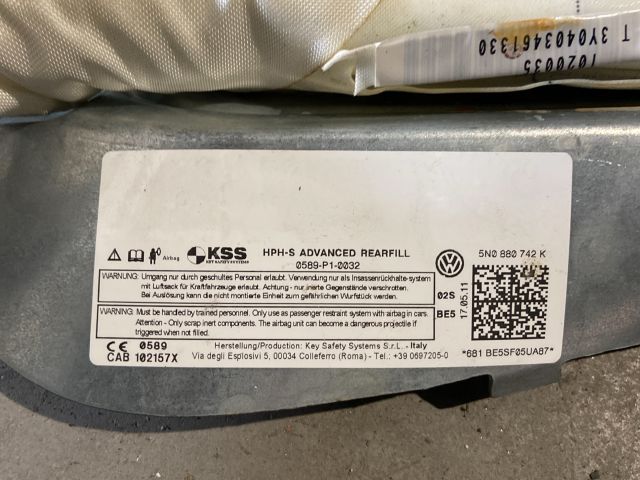 1020035
T 3Y0403461330
Airbag KSS KEY SAFETY SYSTEMS
HPH-S ADVANCED REARFILL
0589-P1-0032
5N0 880 742 K
WARNUNG: Umgang nur durch geschultes Personal erlaubt. Verwendung nur als Insassenrückhalte-system
mit Luftsack für Kraftfahrzeuge erlaubt. Achtung - nur inerte Gegenstände verschrotten.
Bei Auslösung kann die nicht montierte Einheit zum gefährlichen Wurfstück werden.
02S
BE5
17.05.11
WARNING: Must be handled by trained personnel. Only use as passenger restraint system with airbag in cars.
Attention - Only scrap inert components. The airbag unit can become a dangerous projectile if
triggered when not filled.
CE 0589
CAB 102157X
Herstellung/Production: Key Safety Systems S.r.L. - Italy
Via degli Esplosivi 5, 00034 Colleferro (Roma) - Tel.: +39 0697205-0
*681 BE5SF05UA87*